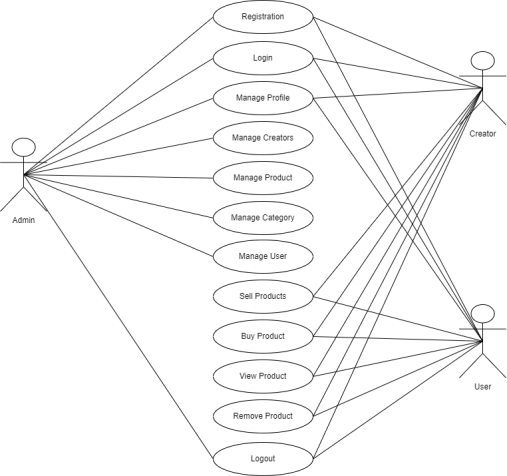 Registration
Login
Manage Profile
Manage Creators
Manage Product
Manage Category
Manage User
Sell Products
Buy Product
View Product
Remove Product
Logout
Admin
Creator
User